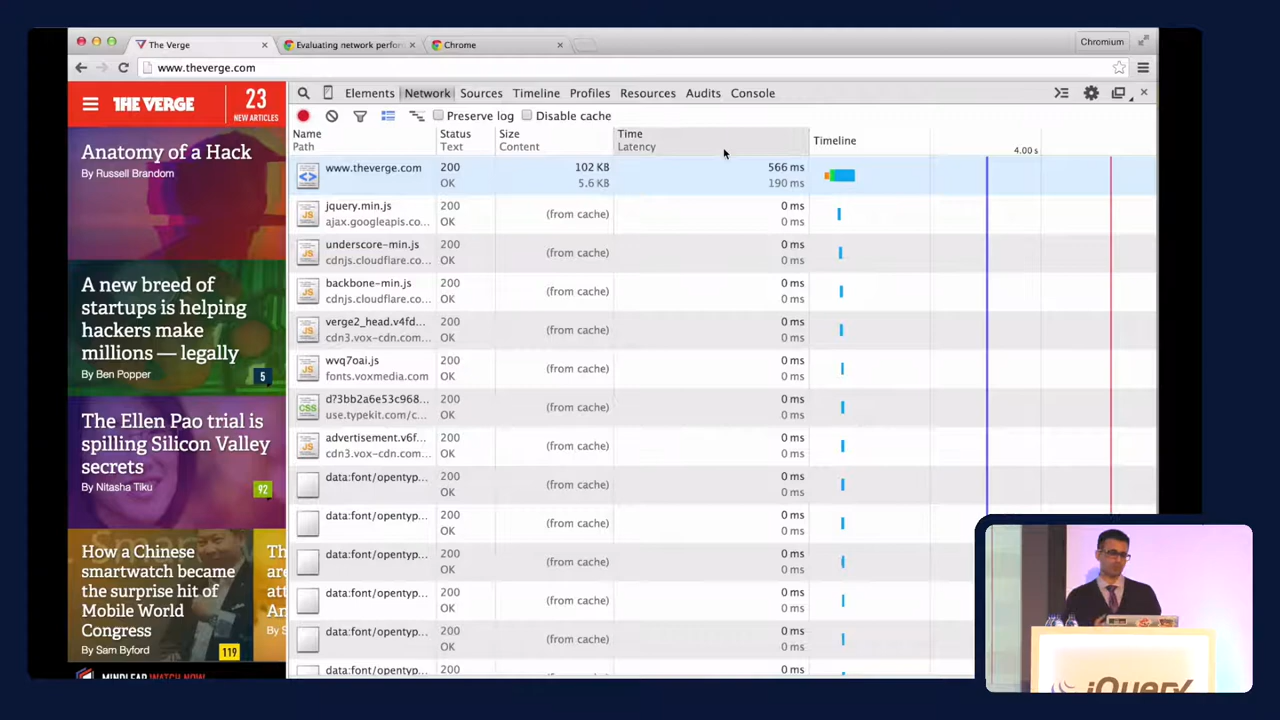 The Verge
Evaluating network perfor...
Chrome
Chromium
www.theverge.com
THE VERGE
23
NEW ARTICLES
Anatomy of a Hack
By Russell Brandom
A new breed of
startups is helping
hackers make
millions — legally
By Ben Popper
5
The Ellen Pao trial is
spilling Silicon Valley
secrets
By Nitasha Tiku
92
How a Chinese
smartwatch became
the surprise hit of
Mobile World
Congress
By Sam Byford
119
Th
are
att
An
By S
MINDLEAP WATCH NOW
Elements Network Sources Timeline Profiles Resources Audits Console
Preserve log Disable cache
Name Status Size Time Timeline
Path Text Content Latency 4.00 s
www.theverge.com 200 102 KB 566 ms
OK 5.6 KB 190 ms
jquery.min.js 200 (from cache) 0 ms
ajax.googleapis.co... OK 0 ms
underscore-min.js 200 (from cache) 0 ms
cdnjs.cloudflare.co... OK 0 ms
backbone-min.js 200 (from cache) 0 ms
cdnjs.cloudflare.co... OK 0 ms
verge2_head.v4fd... 200 (from cache) 0 ms
cdn3.vox-cdn.com... OK 0 ms
wvq7oai.js 200 (from cache) 0 ms
fonts.voxmedia.com OK 0 ms
d73bb2a6e53c968... 200 (from cache) 0 ms
use.typekit.com/c... OK 0 ms
advertisement.v6f... 200 (from cache) 0 ms
cdn3.vox-cdn.com... OK 0 ms
data:font/opentyp... 200 (from cache) 0 ms
OK 0 ms
data:font/opentyp... 200 (from cache) 0 ms
OK 0 ms
data:font/opentyp... 200 (from cache) 0 ms
OK 0 ms
data:font/opentyp... 200 (from cache) 0 ms
OK 0 ms
data:font/opentyp... 200 (from cache) 0 ms
OK 0 ms
data:font/opentyp... 200 0 ms
jQuery